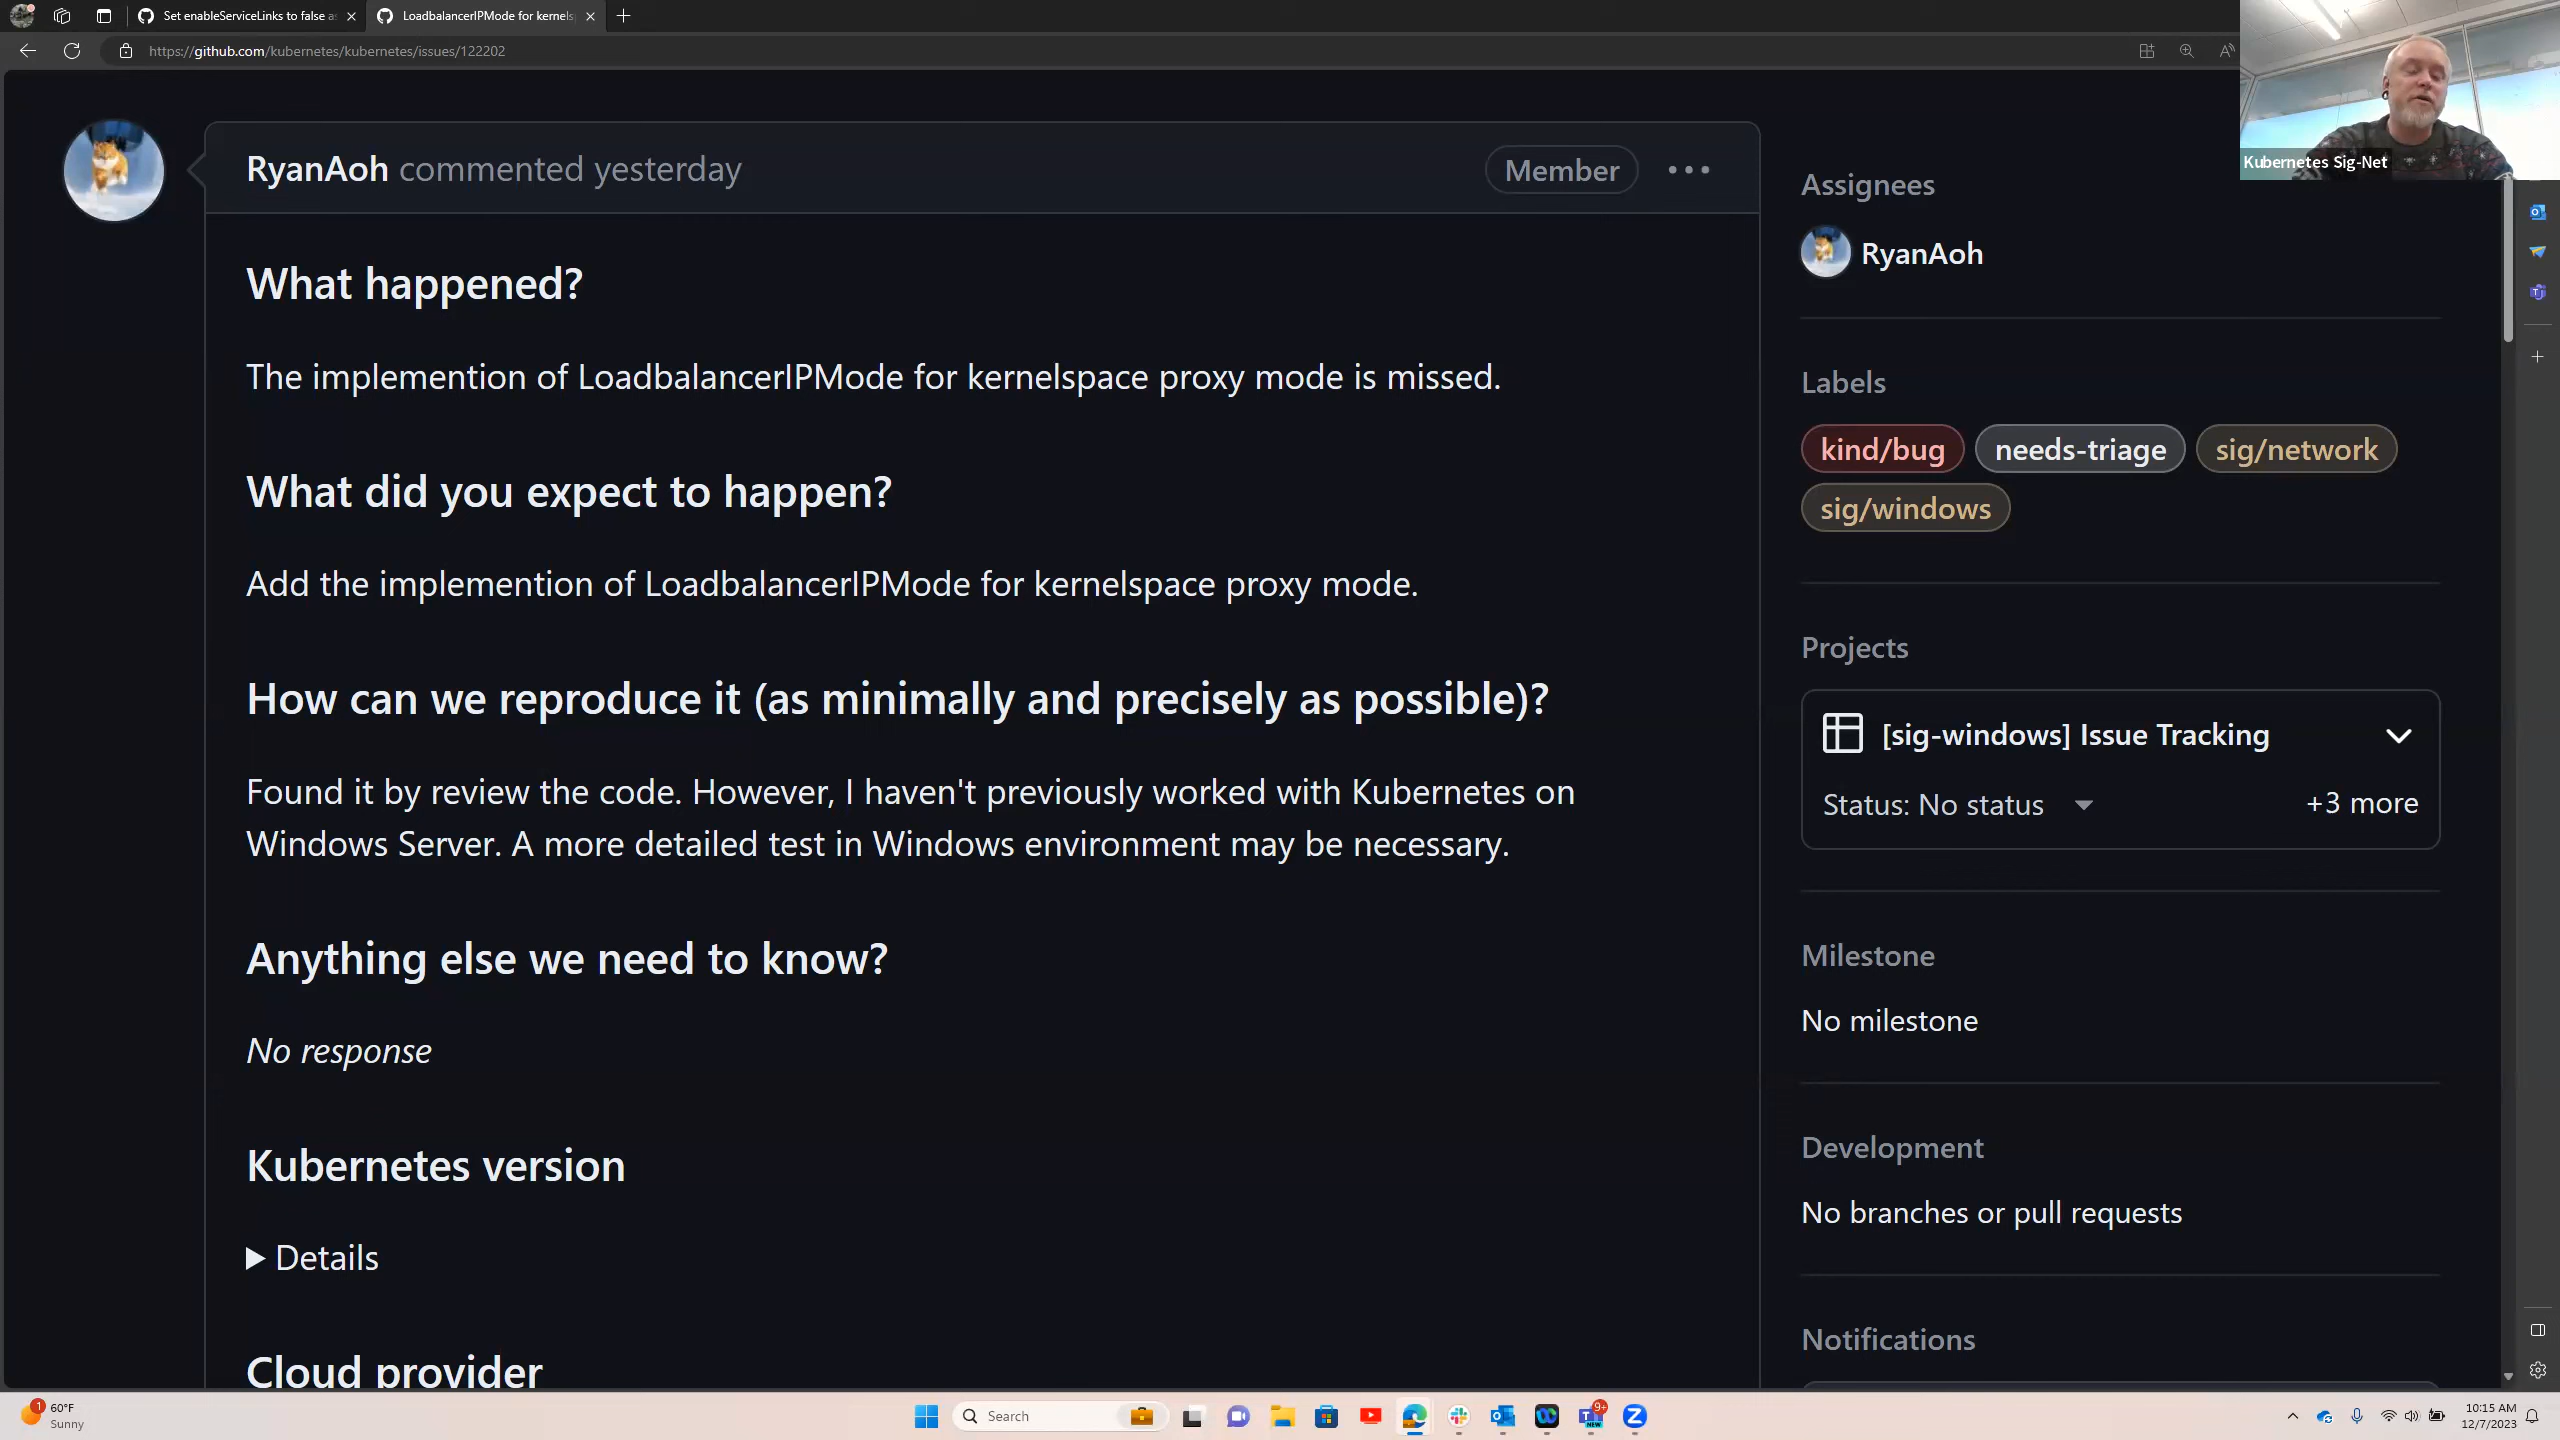 Set enableServiceLinks to false a
LoadbalancerIPMode for kernels
https://github.com/kubernetes/kubernetes/issues/122202
Kubernetes Sig-Net
RyanAoh commented yesterday
Member
What happened?
The implemention of LoadbalancerIPMode for kernelspace proxy mode is missed.
What did you expect to happen?
Add the implemention of LoadbalancerIPMode for kernelspace proxy mode.
How can we reproduce it (as minimally and precisely as possible)?
Found it by review the code. However, I haven't previously worked with Kubernetes on
Windows Server. A more detailed test in Windows environment may be necessary.
Anything else we need to know?
No response
Kubernetes version
Details
Cloud provider
Assignees
RyanAoh
Labels
kind/bug needs-triage sig/network
sig/windows
Projects
[sig-windows] Issue Tracking
Status: No status +3 more
Milestone
No milestone
Development
No branches or pull requests
Notifications
1
60°F
Sunny
Search
9+
NEW
10:15 AM
12/7/2023